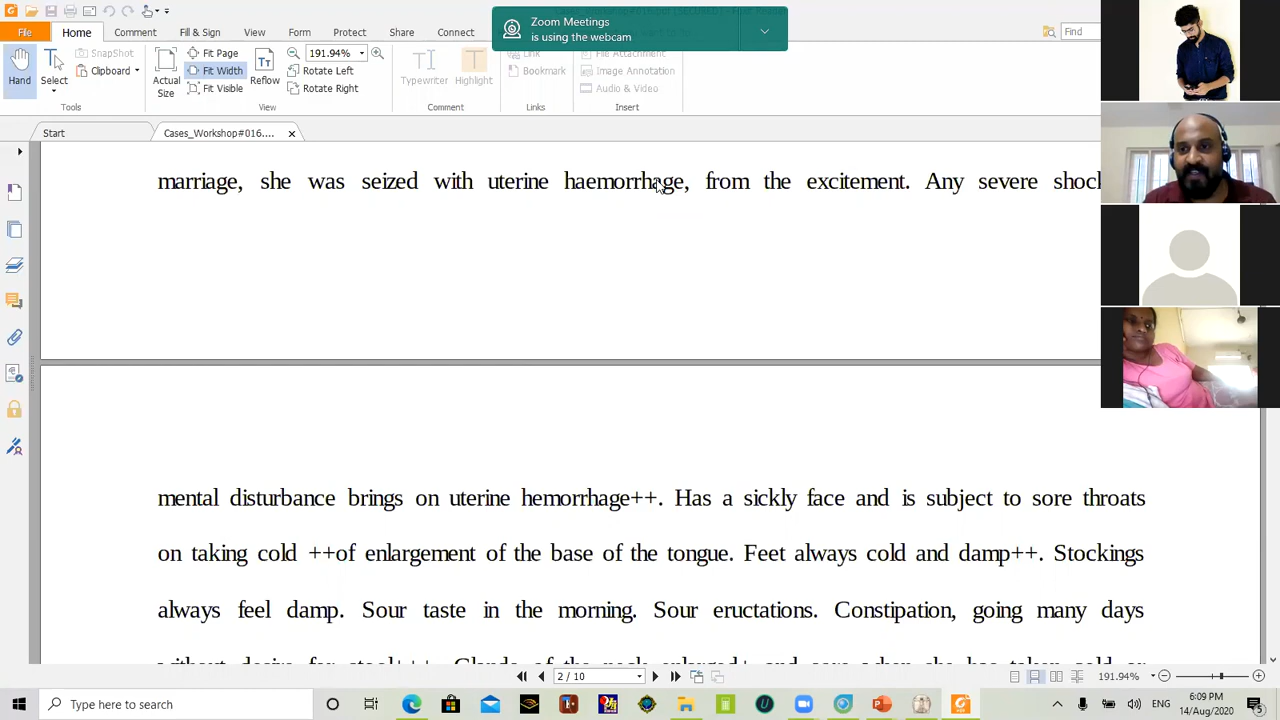 Zoom Meetings
is using the webcam
File Home Comment Fill & Sign View Form Protect Share Connect Find
SnapShot Fit Page 191.94% Link File Attachment
Hand Select Clipboard Actual Size Fit Width Reflow Rotate Left Typewriter Highlight Bookmark Image Annotation
Fit Visible Rotate Right Audio & Video
Tools View Comment Links Insert
Start Cases_Workshop#016....
marriage, she was seized with uterine haemorrhage, from the excitement. Any severe shock
mental disturbance brings on uterine hemorrhage++. Has a sickly face and is subject to sore throats
on taking cold ++of enlargement of the base of the tongue. Feet always cold and damp++. Stockings
always feel damp. Sour taste in the morning. Sour eructations. Constipation, going many days
2 / 10 191.94%
Type here to search ENG 6:09 PM
14/Aug/2020 5